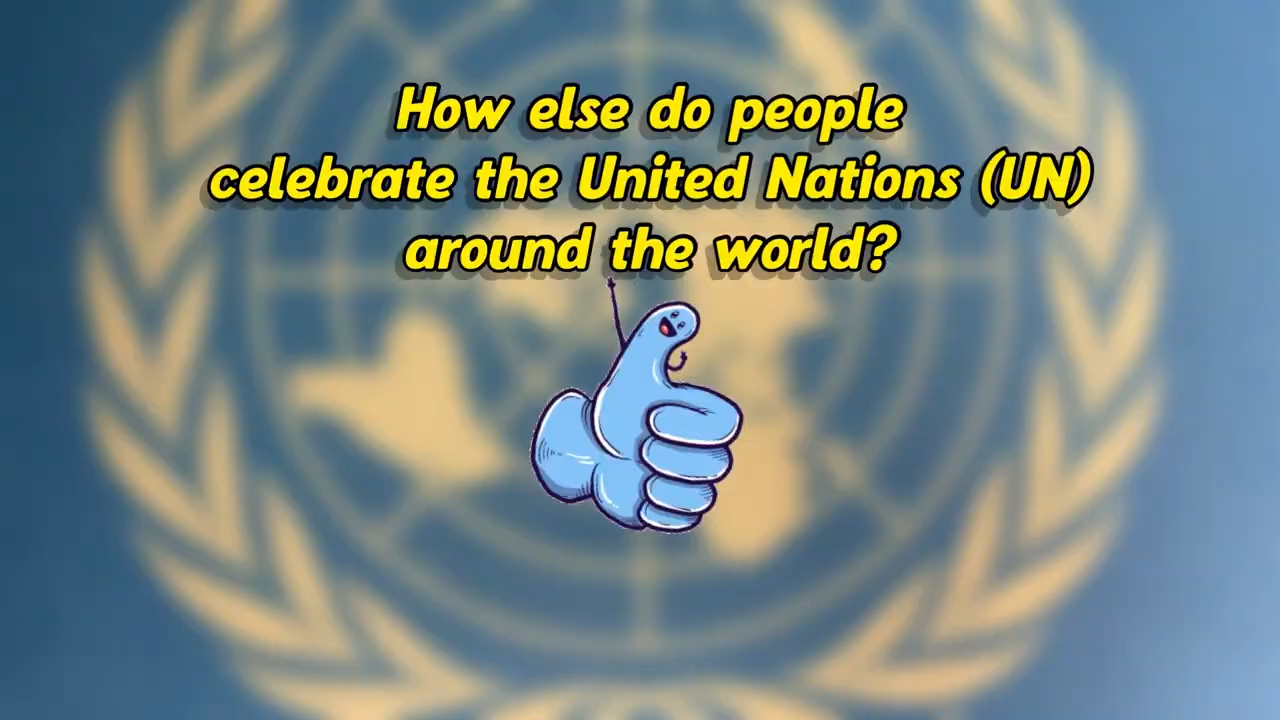 How else do people
celebrate the United Nations (UN)
around the world?